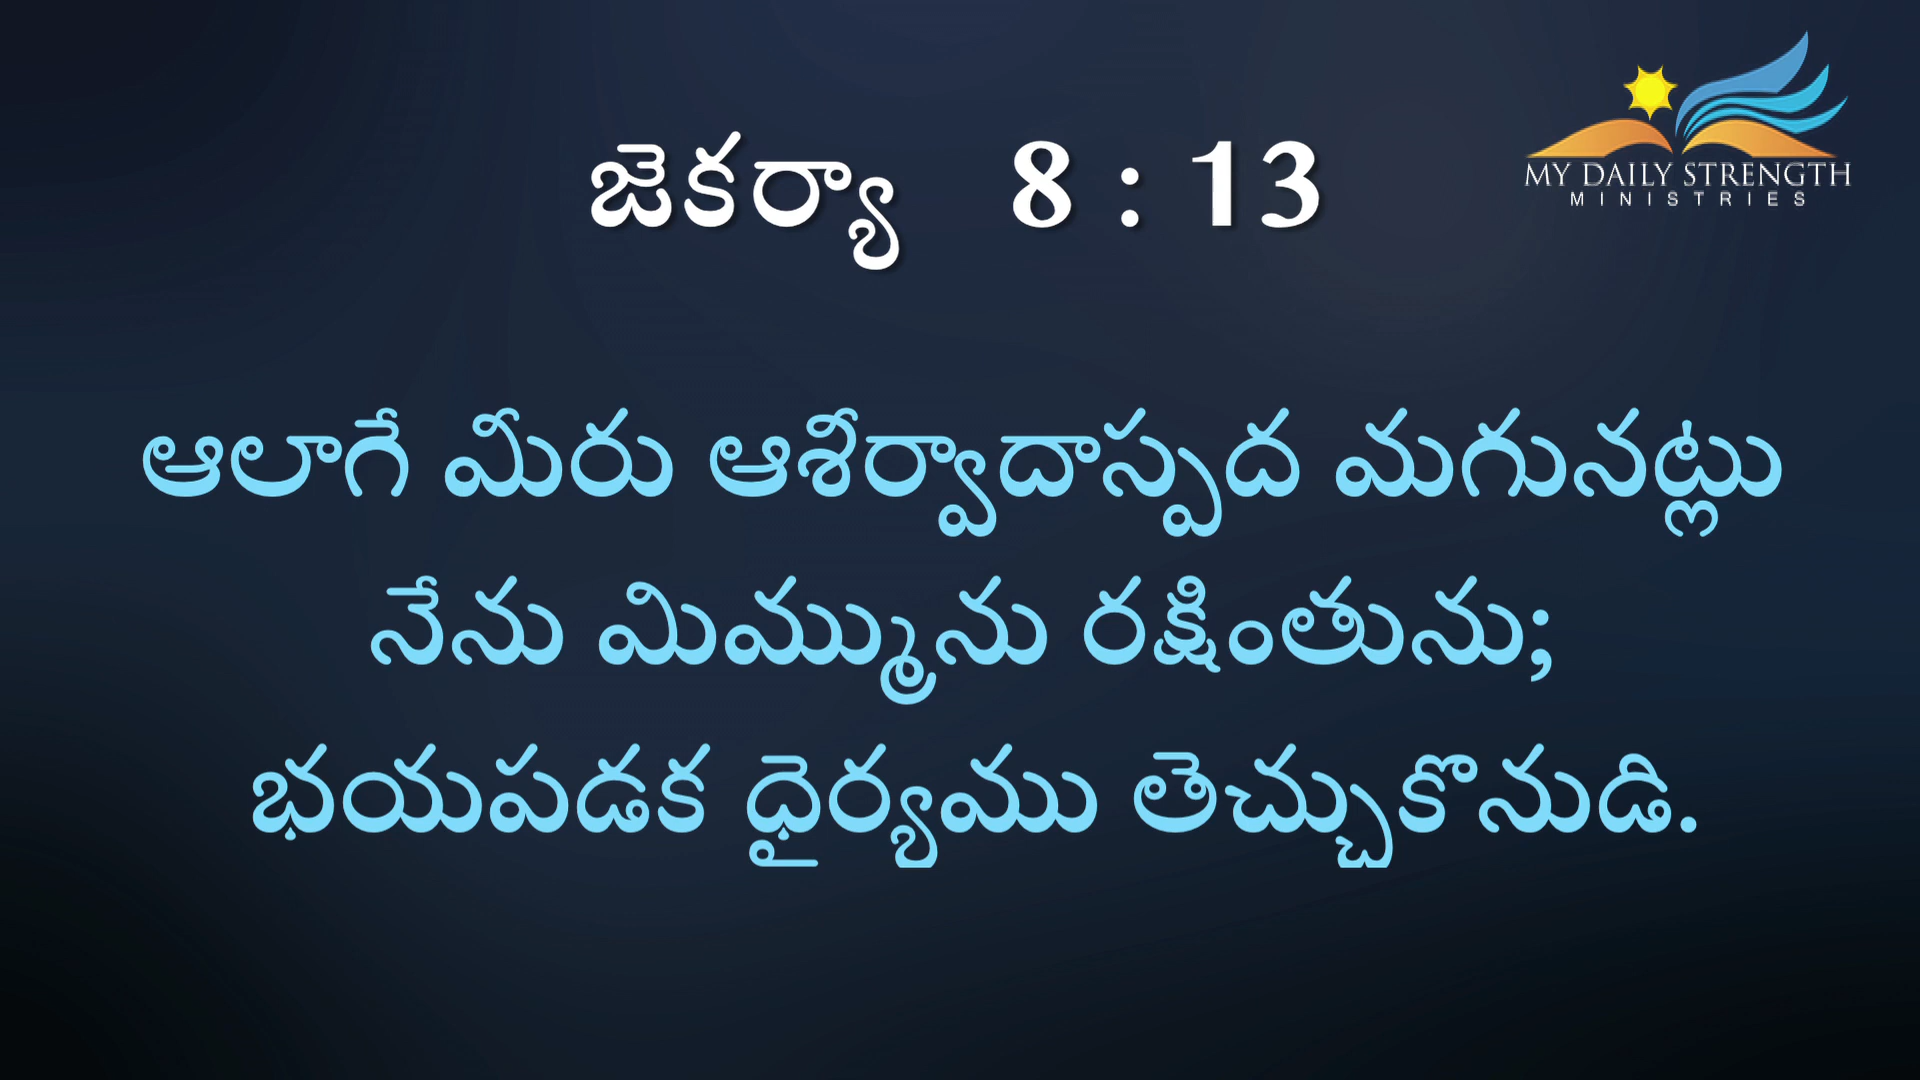 జెకర్యా 8 : 13
MY DAILY STRENGTH
MINISTRIES
ఆలాగే మీరు ఆశీర్వాదాస్పద మగునట్లు
నేను మిమ్మును రక్షింతును;
భయపడక ధైర్యము తెచ్చుకొనుడి.